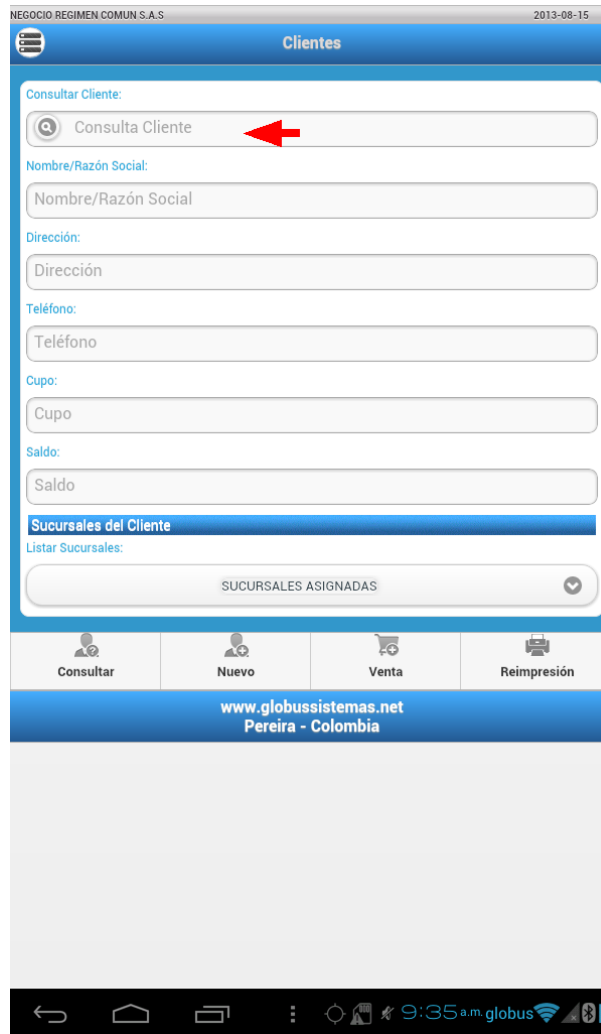 NEGOCIO REGIMEN COMUN S.A.S 2013-08-15
Clientes
Consultar Cliente:
Consulta Cliente
Nombre/Razón Social:
Nombre/Razón Social
Dirección:
Dirección
Teléfono:
Teléfono
Cupo:
Cupo
Saldo:
Saldo
Sucursales del Cliente
Listar Sucursales:
SUCURSALES ASIGNADAS
Consultar Nuevo Venta Reimpresión
www.globussistemas.net
Pereira - Colombia
9:35 a.m. globus